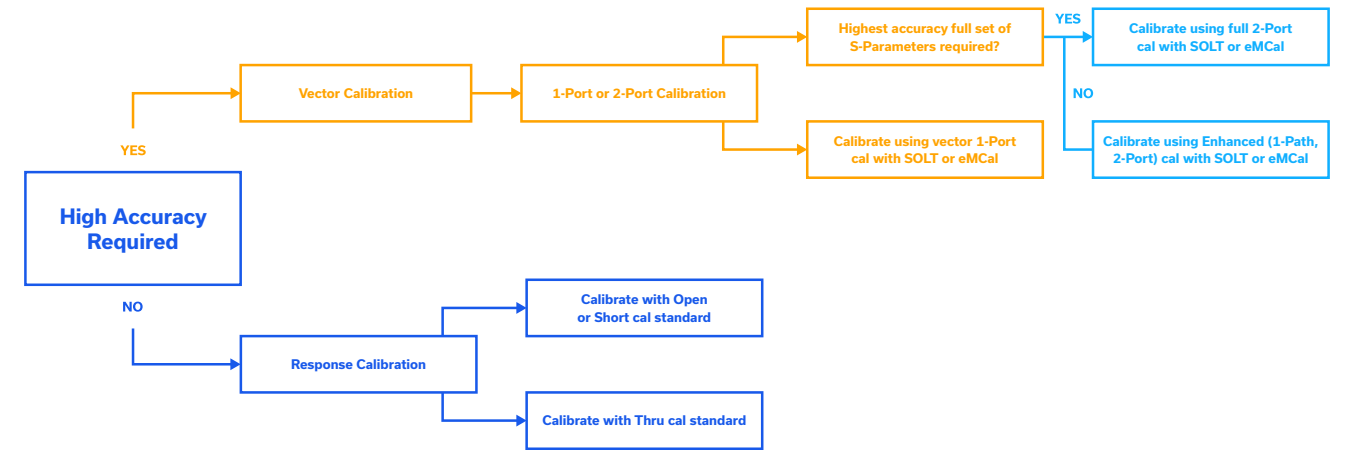 Highest accuracy full set of
S-Parameters required?
YES
Calibrate using full 2-Port
cal with SOLT or eMCal
Vector Calibration
1-Port or 2-Port Calibration
NO
YES
Calibrate using vector 1-Port
cal with SOLT or eMCal
Calibrate using Enhanced (1-Path,
2-Port) cal with SOLT or eMCal
High Accuracy
Required
NO
Calibrate with Open
or Short cal standard
Response Calibration
Calibrate with Thru cal standard